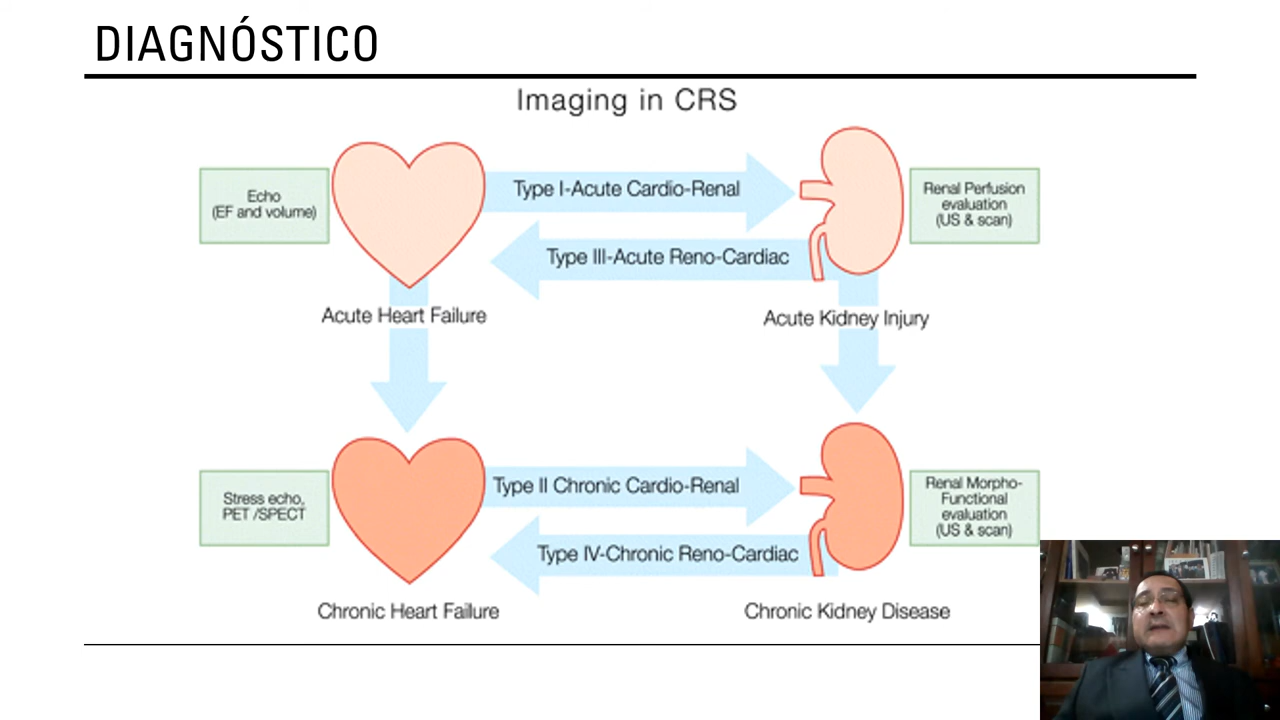 DIAGNÓSTICO
Imaging in CRS
Echo
(EF and volume)
Type I-Acute Cardio-Renal
Renal Perfusion
evaluation
(US & scan)
Type III-Acute Reno-Cardiac
Acute Heart Failure
Acute Kidney Injury
Stress echo,
PET /SPECT
Type II Chronic Cardio-Renal
Renal Morpho-
Functional
evaluation
(US & scan)
Type IV-Chronic Reno-Cardiac
Chronic Heart Failure
Chronic Kidney Disease